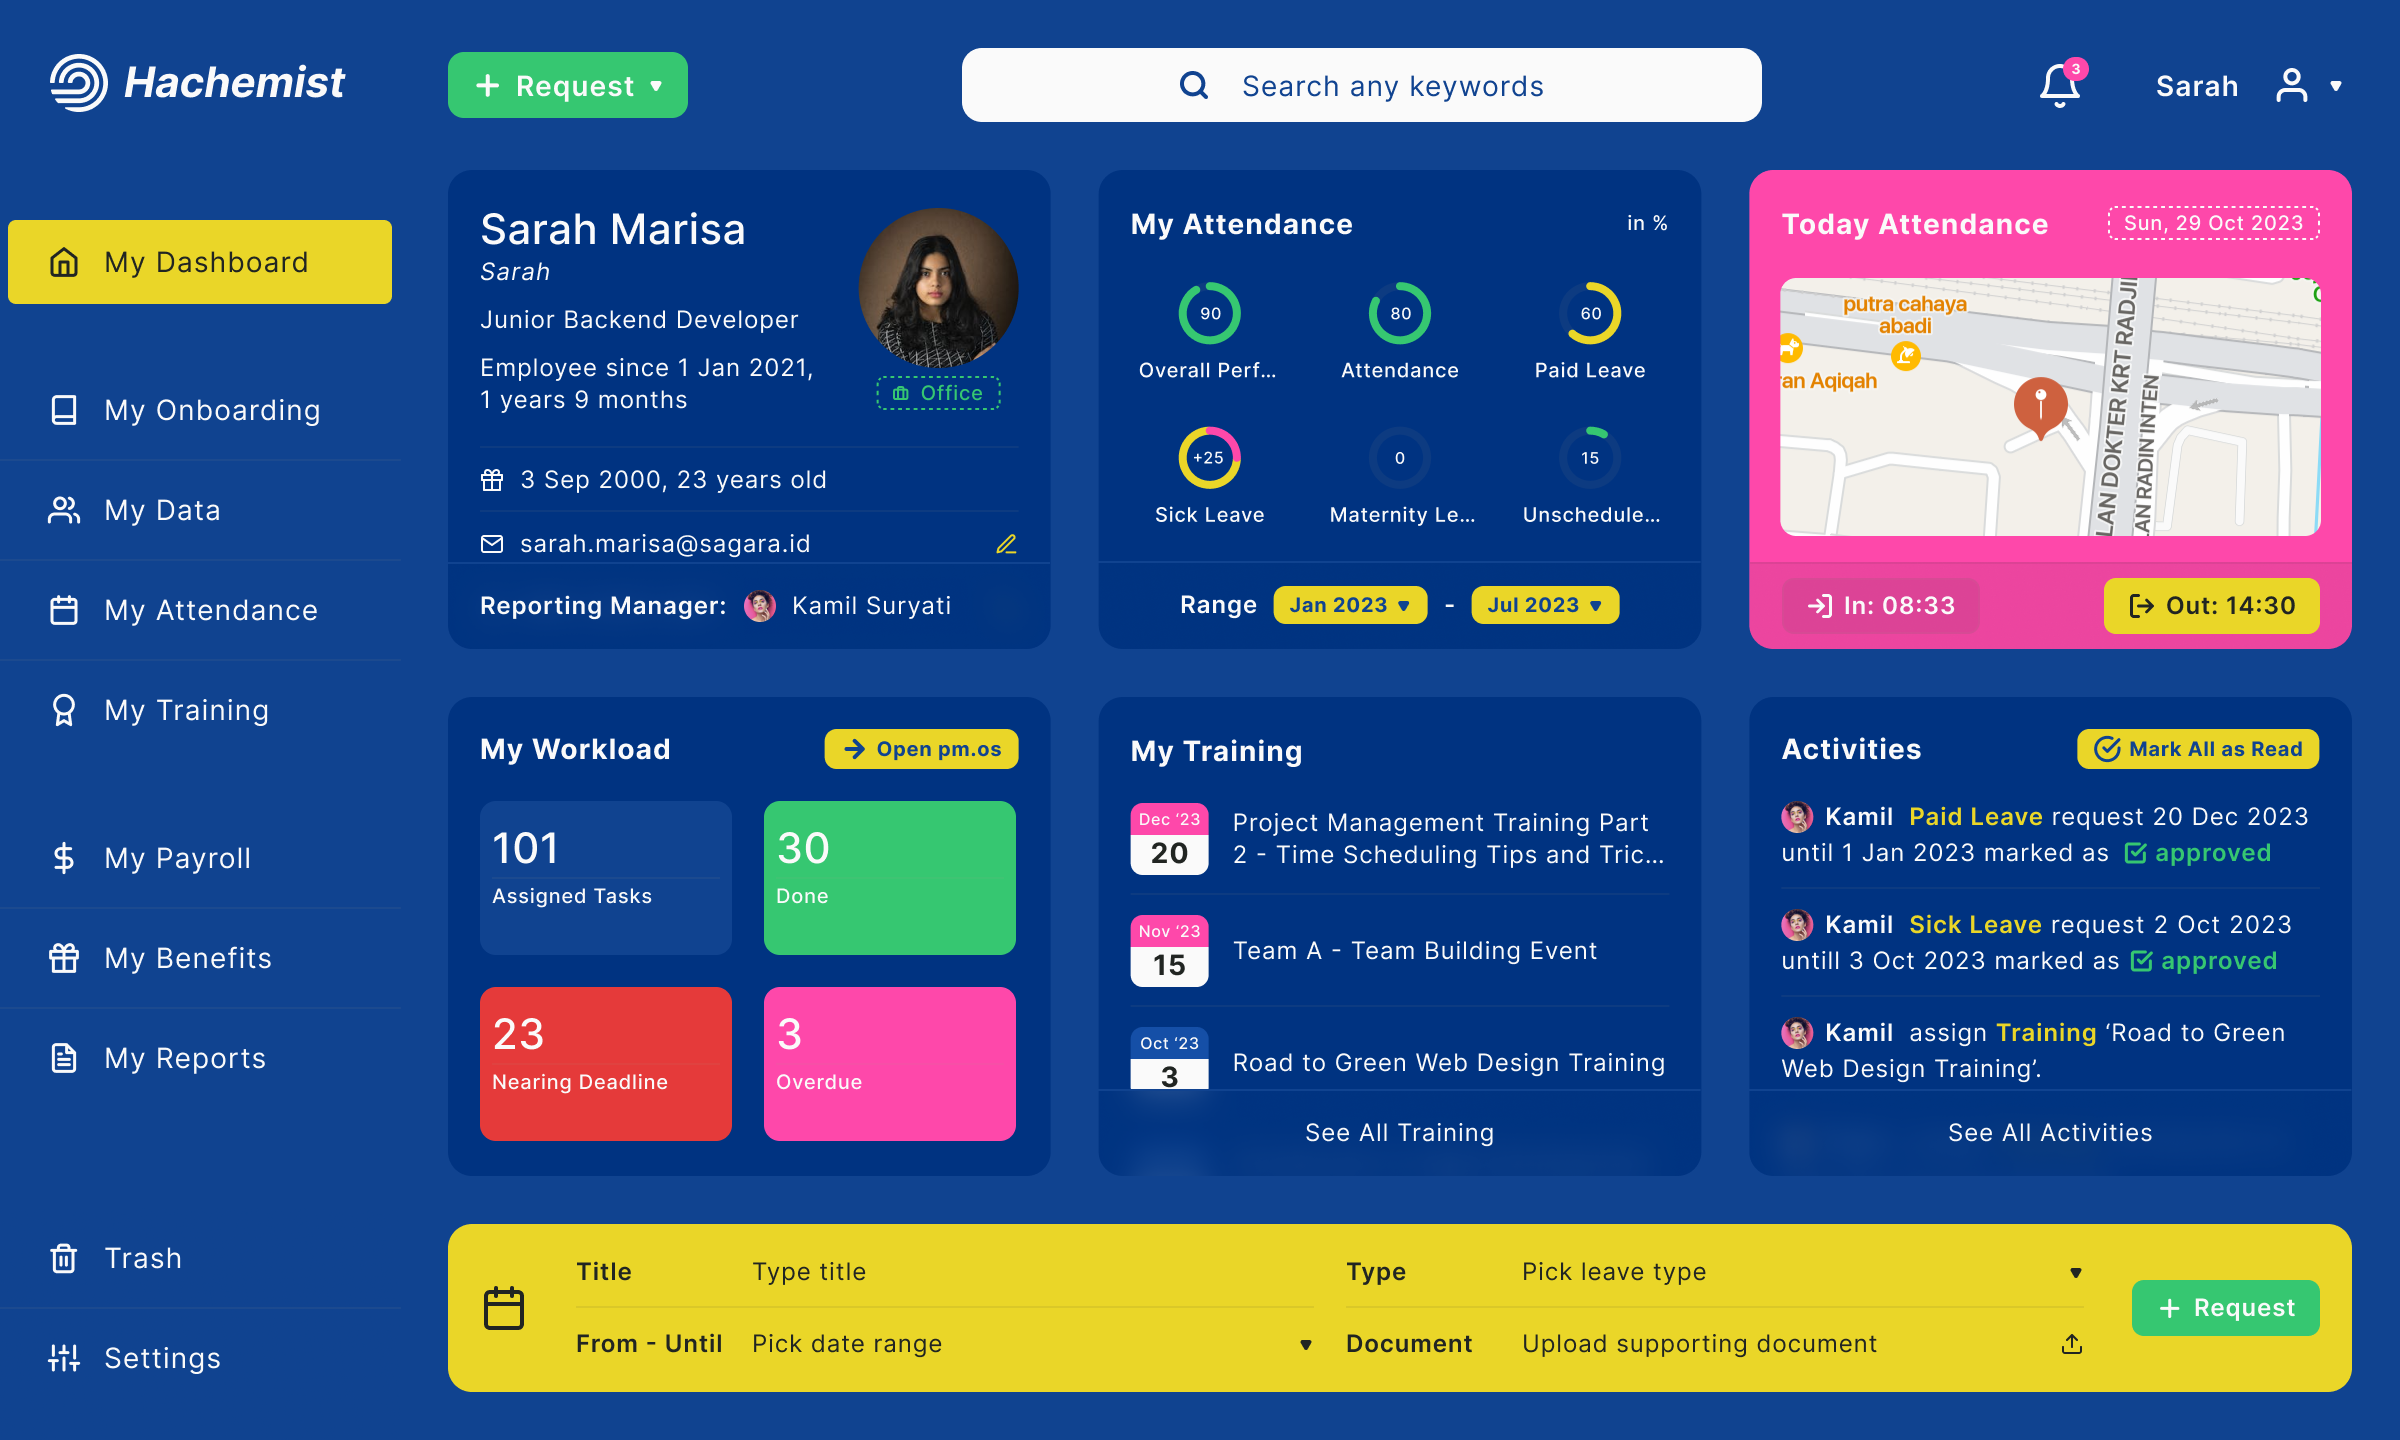 Hachemist
Request
Search any keywords
3
Sarah
My Dashboard
My Onboarding
My Data
My Attendance
My Training
My Payroll
My Benefits
My Reports
Trash
Settings
Sarah Marisa
Sarah
Junior Backend Developer
Employee since 1 Jan 2021,
1 years 9 months
Office
3 Sep 2000, 23 years old
sarah.marisa@sagara.id
Reporting Manager: Kamil Suryati
My Attendance in %
90 80 60
Overall Perf... Attendance Paid Leave
+25 0 15
Sick Leave Maternity Le... Unschedule...
Range Jan 2023 - Jul 2023
Today Attendance Sun, 29 Oct 2023
putra cahaya
abadi
an Aqiqah
LAN DOKTER KRT RADJI
AN RADIN INTEN
In: 08:33 Out: 14:30
My Workload Open pm.os
101
Assigned Tasks
30
Done
23
Nearing Deadline
3
Overdue
My Training
Dec ‘23
20
Project Management Training Part
2 - Time Scheduling Tips and Tric...
Nov ‘23
15
Team A - Team Building Event
Oct ‘23
3
Road to Green Web Design Training
See All Training
Activities Mark All as Read
Kamil Paid Leave request 20 Dec 2023
until 1 Jan 2023 marked as approved
Kamil Sick Leave request 2 Oct 2023
untill 3 Oct 2023 marked as approved
Kamil assign Training ‘Road to Green
Web Design Training’.
See All Activities
Title Type title
From - Until Pick date range
Type Pick leave type
Document Upload supporting document
Request